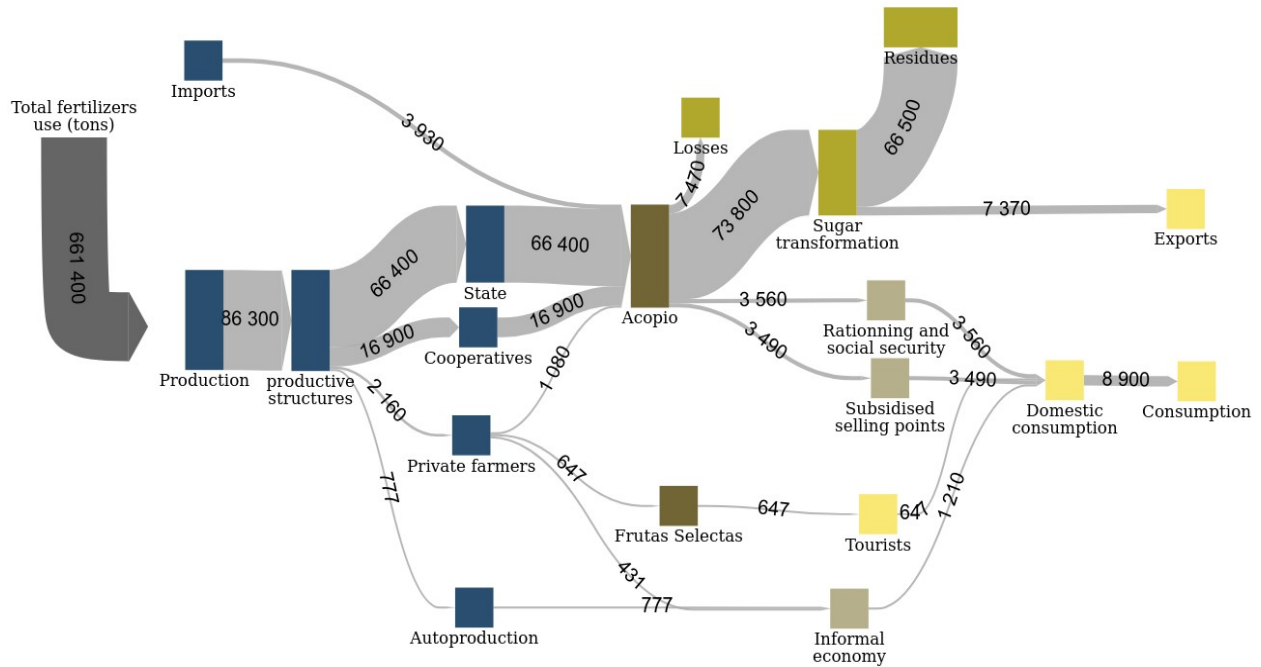 Residues
66 500
Imports
Total fertilizers
use (tons)
3 930
Losses
7 470
73 800
Sugar
transformation
7 370
Exports
661 400
86 300
Production
productive
structures
66 400
State
66 400
16 900
Cooperatives
16 900
Acopio
3 560
Rationning and
social security
3 560
3 490
Subsidised
selling points
3 490
Domestic
consumption
8 900
Consumption
2 160
Private farmers
1 080
647
Frutas Selectas
647
Tourists
647
1 210
777
431
Autoproduction
777
Informal
economy